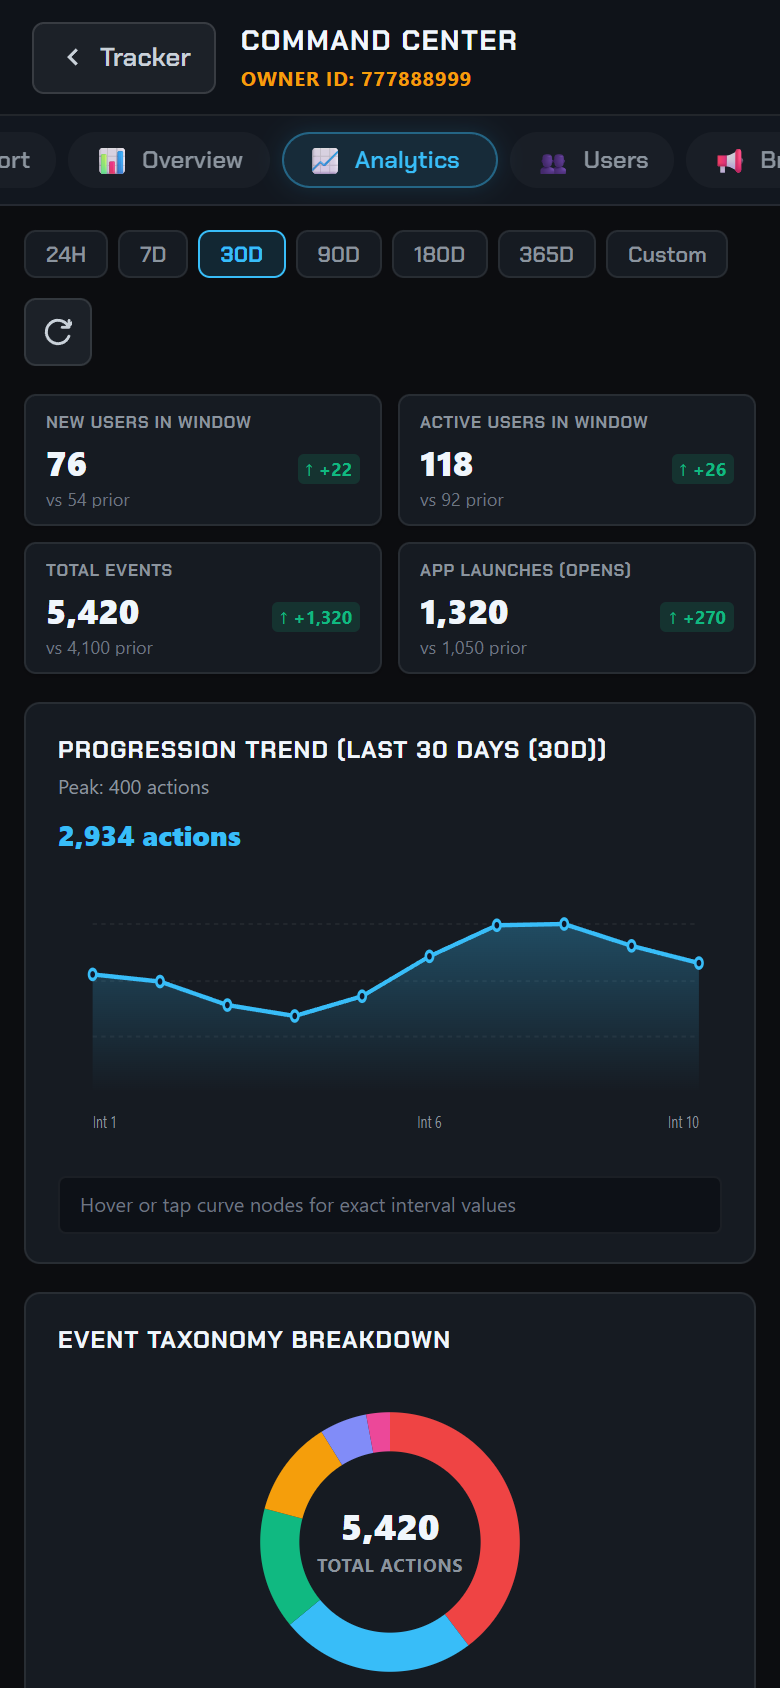 Tracker
COMMAND CENTER
OWNER ID: 777888999
ort
Overview
Analytics
Users
Br
24H
7D
30D
90D
180D
365D
Custom
NEW USERS IN WINDOW
76
↑ +22
vs 54 prior
ACTIVE USERS IN WINDOW
118
↑ +26
vs 92 prior
TOTAL EVENTS
5,420
↑ +1,320
vs 4,100 prior
APP LAUNCHES (OPENS)
1,320
↑ +270
vs 1,050 prior
PROGRESSION TREND (LAST 30 DAYS (30D))
Peak: 400 actions
2,934 actions
Int 1
Int 6
Int 10
Hover or tap curve nodes for exact interval values
EVENT TAXONOMY BREAKDOWN
5,420
TOTAL ACTIONS